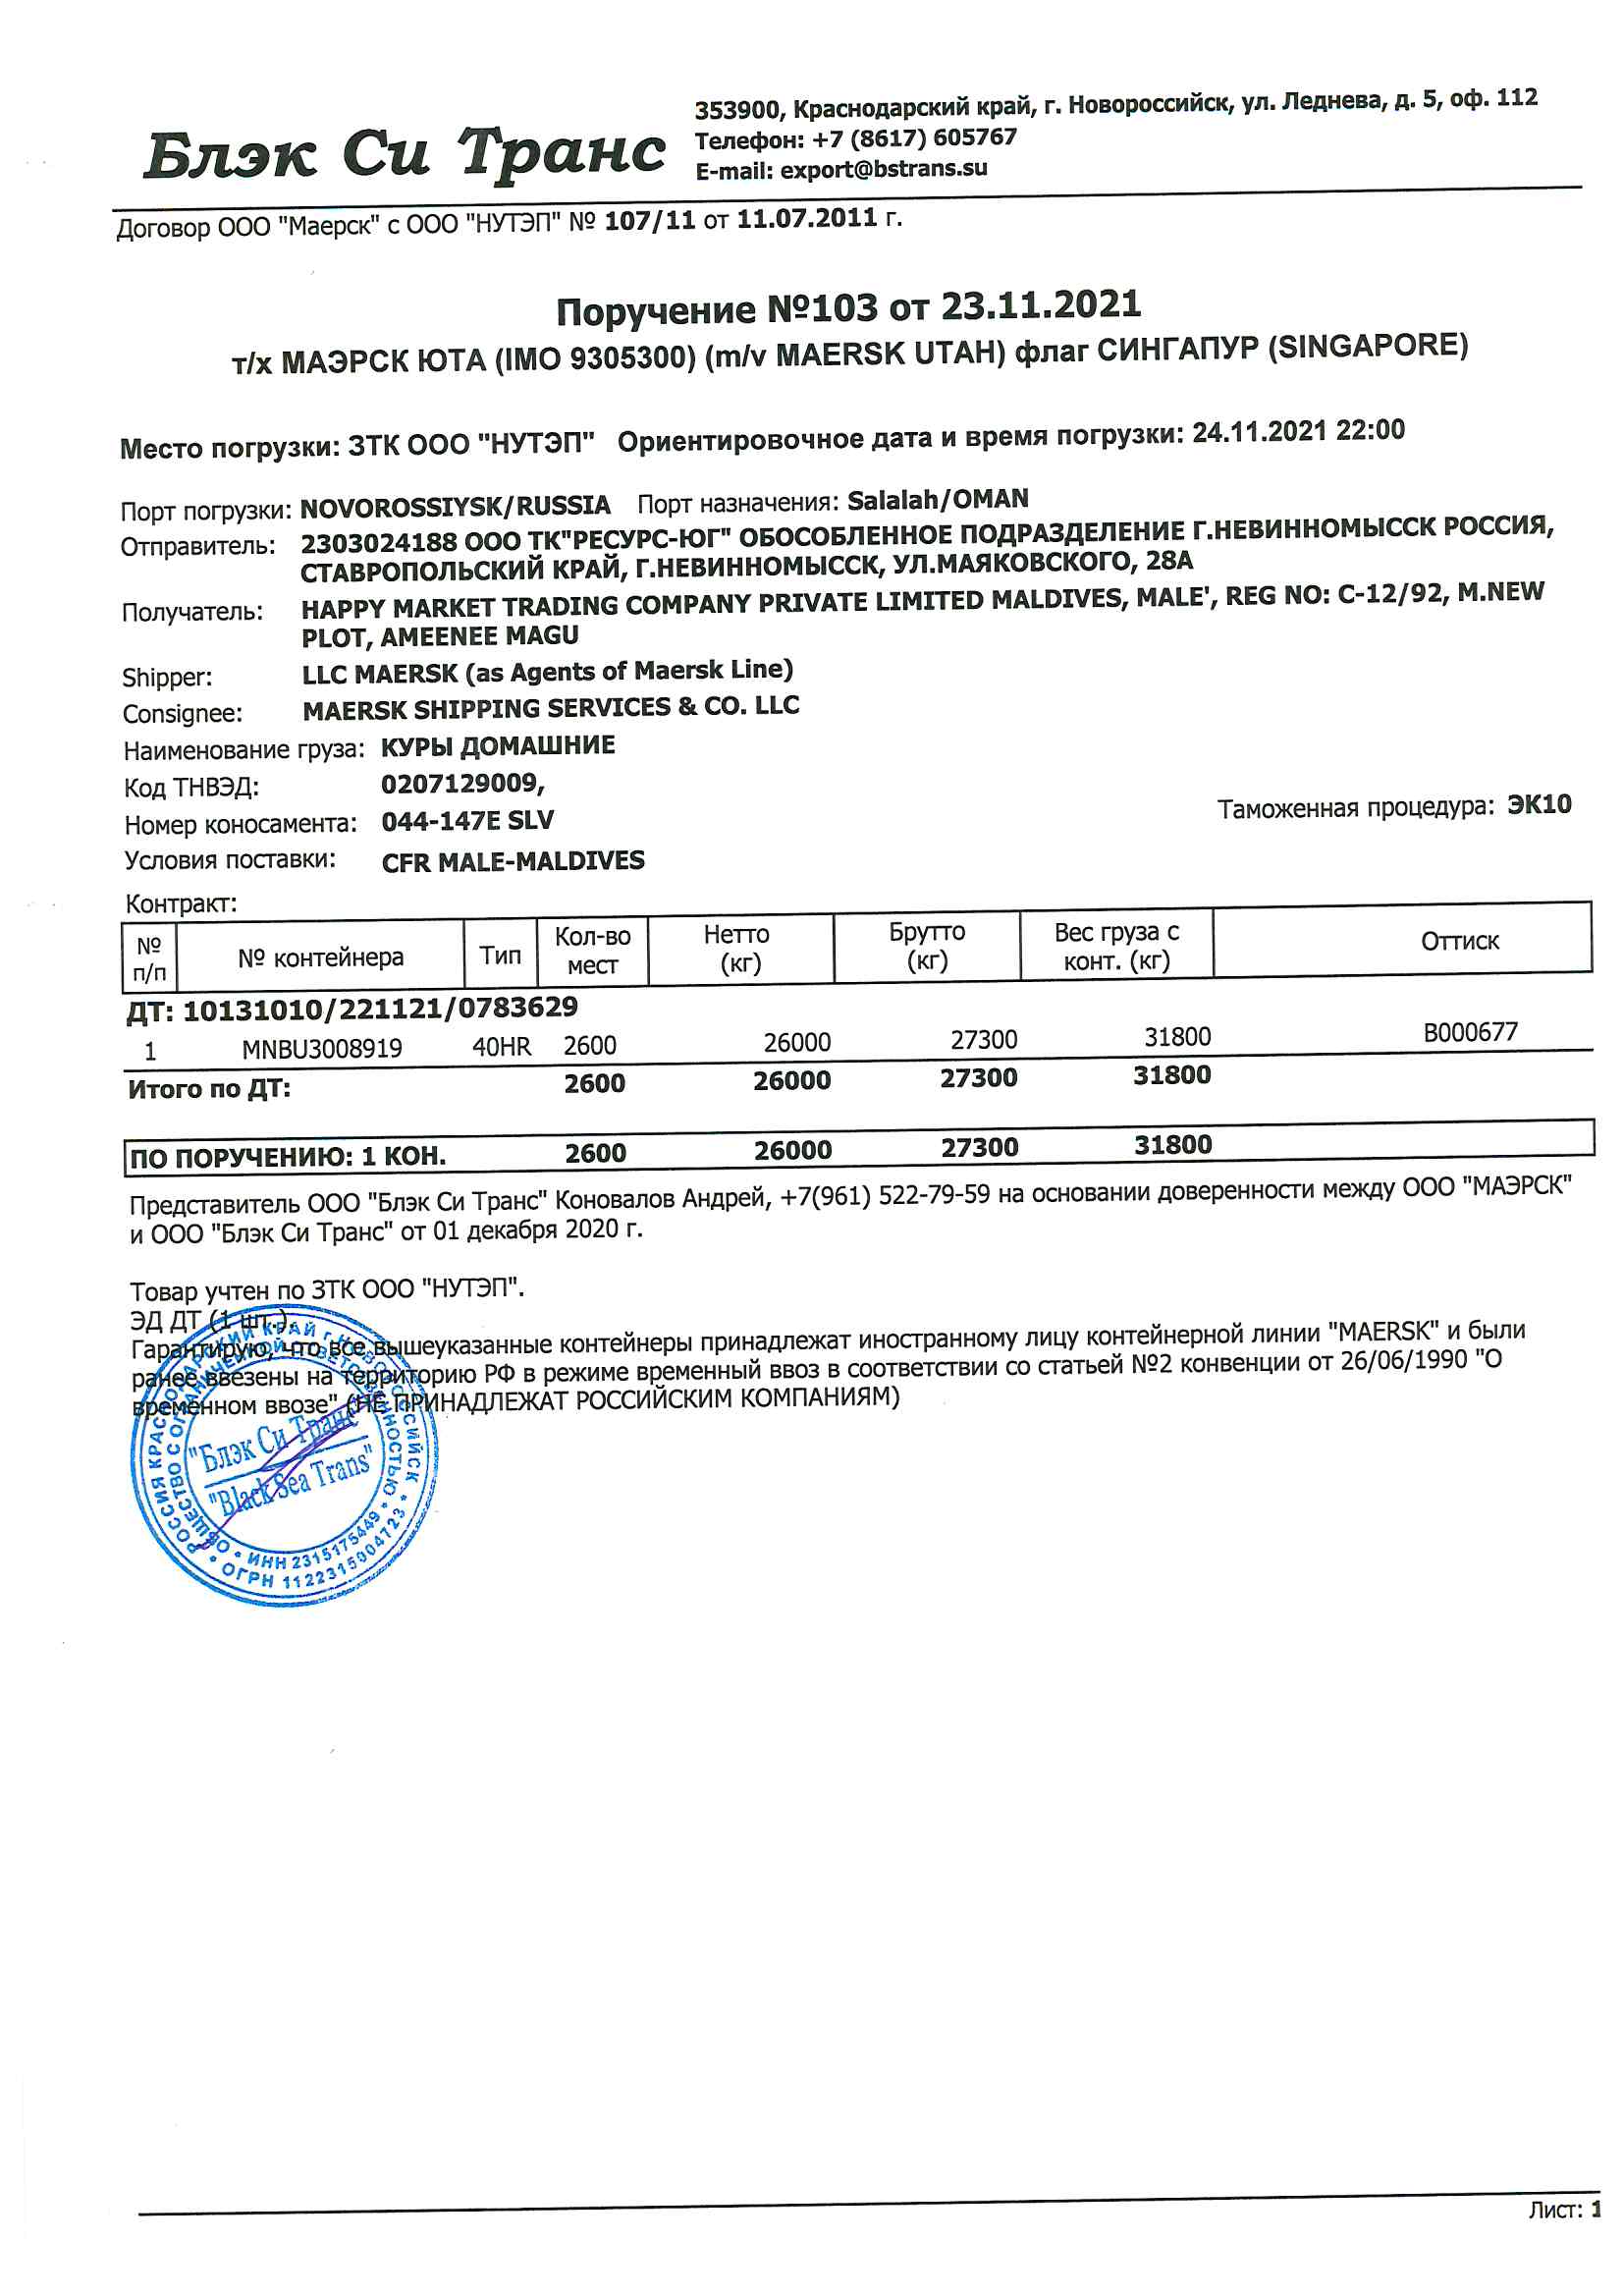 Блэк Си Транс
353900, Краснодарский край, г. Новороссийск, ул. Леднева, д. 5, оф. 112
Телефон: +7 (8617) 605767
E-mail: export@bstrans.su
Договор ООО "Маерск" с ООО "НУТЭП" № 107/11 от 11.07.2011 г.
Поручение №103 от 23.11.2021
т/х МАЭРСК ЮТА (IMO 9305300) (m/v MAERSK UTAH) флаг СИНГАПУР (SINGAPORE)
Место погрузки: ЗТК ООО "НУТЭП" Ориентировочное дата и время погрузки: 24.11.2021 22:00
Порт погрузки: NOVOROSSIYSK/RUSSIA Порт назначения: Salalah/OMAN
Отправитель: 2303024188 ООО ТК"РЕСУРС-ЮГ" ОБОСОБЛЕННОЕ ПОДРАЗДЕЛЕНИЕ Г.НЕВИННОМЫССК РОССИЯ,
СТАВРОПОЛЬСКИЙ КРАЙ, Г.НЕВИННОМЫССК, УЛ.МАЯКОВСКОГО, 28А
Получатель: HAPPY MARKET TRADING COMPANY PRIVATE LIMITED MALDIVES, MALE', REG NO: C-12/92, M.NEW
PLOT, AMEENEE MAGU
Shipper: LLC MAERSK (as Agents of Maersk Line)
Consignee: MAERSK SHIPPING SERVICES & CO. LLC
Наименование груза: КУРЫ ДОМАШНИЕ
Код ТНВЭД: 0207129009,
Номер коносамента: 044-147E SLV Таможенная процедура: ЭК10
Условия поставки: CFR MALE-MALDIVES
Контракт:
№ п/п № контейнера Тип Кол-во мест Нетто (кг) Брутто (кг) Вес груза с конт. (кг) Оттиск
ДТ: 10131010/221121/0783629
1 MNBU3008919 40HR 2600 26000 27300 31800 B000677
Итого по ДТ: 2600 26000 27300 31800
ПО ПОРУЧЕНИЮ: 1 КОН. 2600 26000 27300 31800
Представитель ООО "Блэк Си Транс" Коновалов Андрей, +7(961) 522-79-59 на основании доверенности между ООО "МАЭРСК"
и ООО "Блэк Си Транс" от 01 декабря 2020 г.
Товар учтен по ЗТК ООО "НУТЭП".
ЭД ДТ (1 шт.).
Гарантирую, что все вышеуказанные контейнеры принадлежат иностранному лицу контейнерной линии "MAERSK" и были
ранее ввезены на территорию РФ в режиме временный ввоз в соответствии со статьей №2 конвенции от 26/06/1990 "О
временном ввозе" (НЕ ПРИНАДЛЕЖАТ РОССИЙСКИМ КОМПАНИЯМ)
РОССИЯ КРАСНОДАРСКИЙ КРАЙ г.НОВОРОССИЙСК
ОБЩЕСТВО С ОГРАНИЧЕННОЙ ОТВЕТСТВЕННОСТЬЮ
"Блэк Си Транс"
"Black Sea Trans"
ИНН 2315175449
ОГРН 1122315004723
Лист: 1